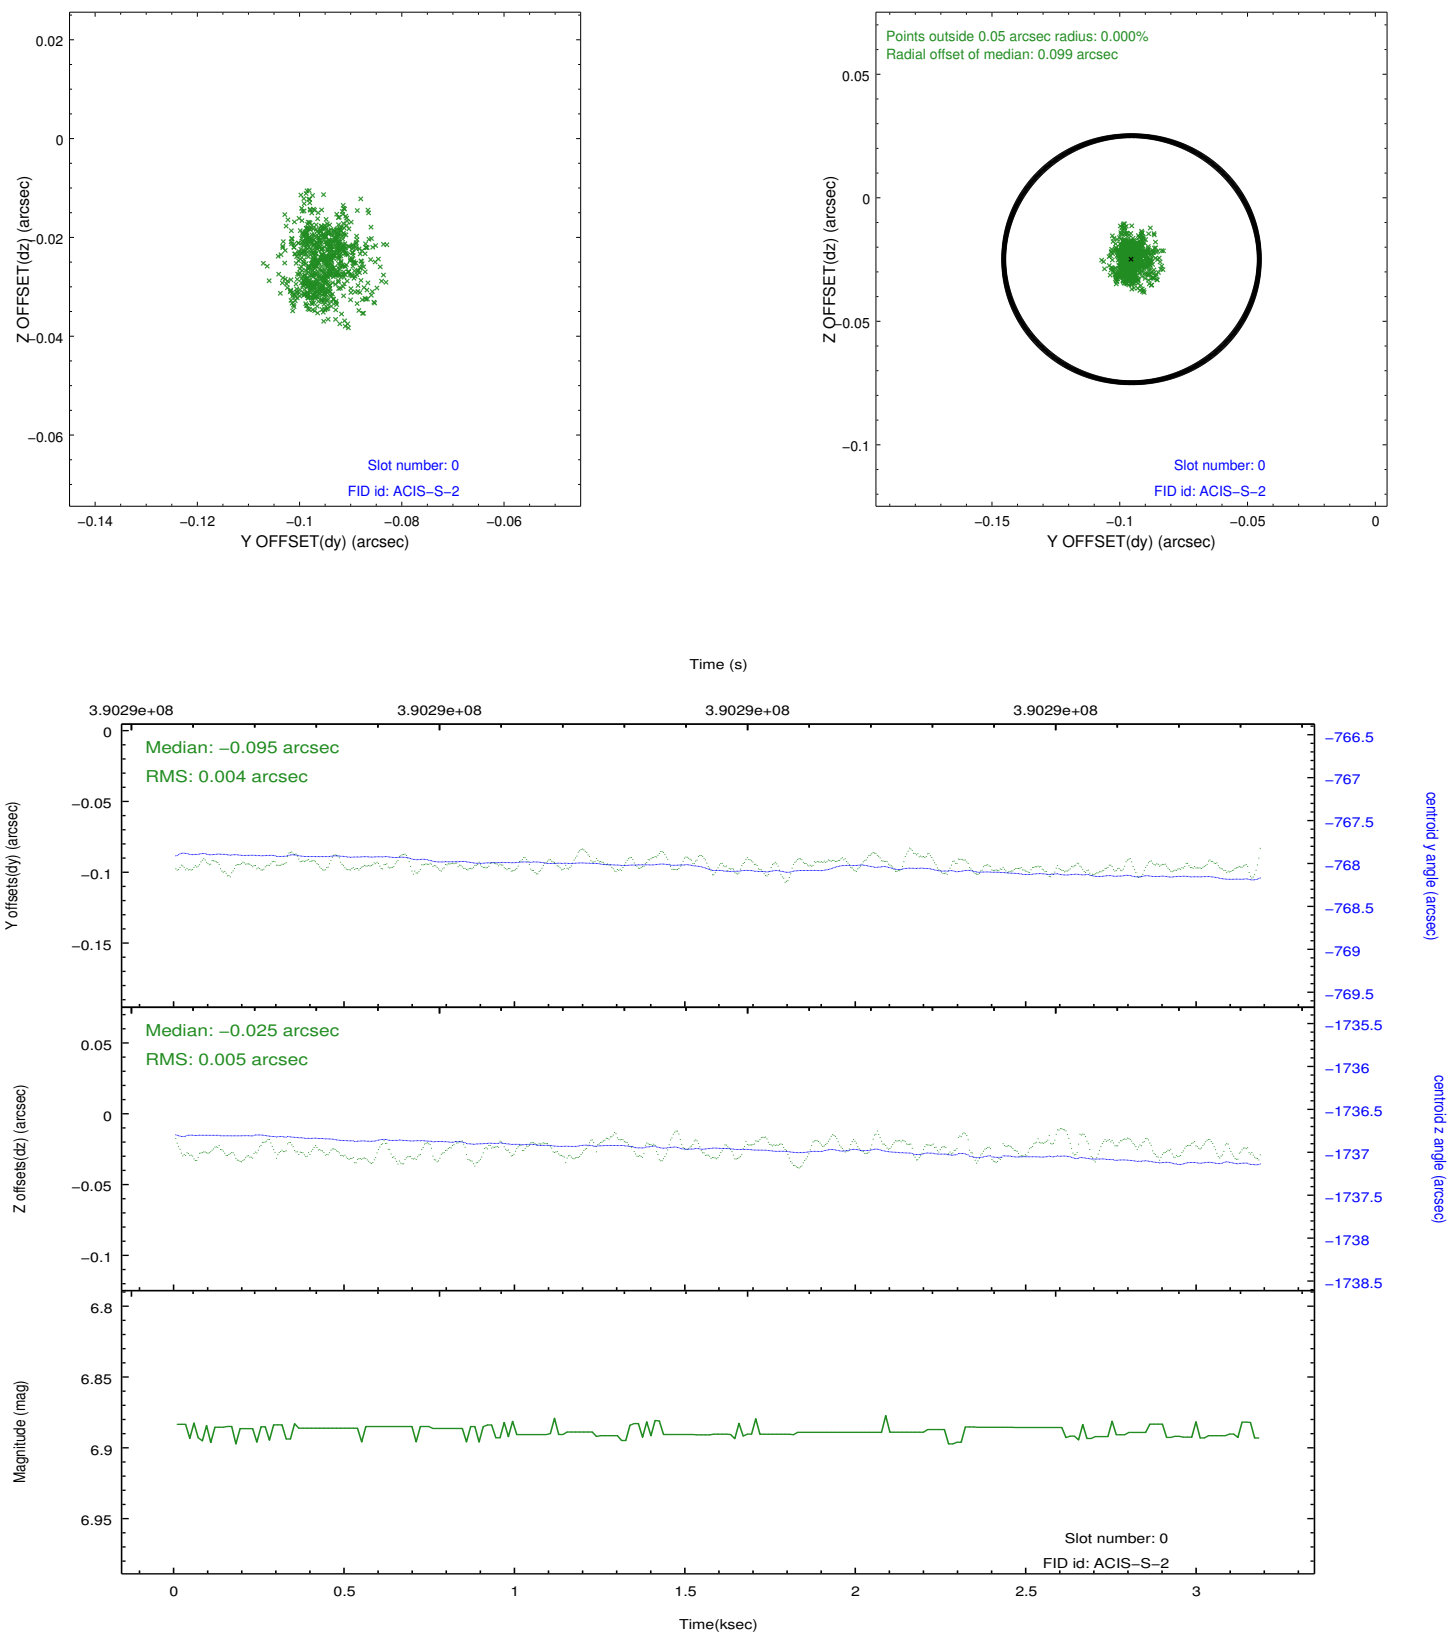 0.02
0
−0.02
−0.04
−0.06
Z OFFSET(dz) (arcsec)
Slot number: 0
FID id: ACIS−S−2
−0.14 −0.12 −0.1 −0.08 −0.06
Y OFFSET(dy) (arcsec)
Points outside 0.05 arcsec radius: 0.000%
Radial offset of median: 0.099 arcsec
0.05
0
−0.05
−0.1
Z OFFSET(dz) (arcsec)
Slot number: 0
FID id: ACIS−S−2
−0.15 −0.1 −0.05 0
Y OFFSET(dy) (arcsec)
Time (s)
3.9029e+08 3.9029e+08 3.9029e+08 3.9029e+08
Median: −0.095 arcsec
RMS: 0.004 arcsec
0
−0.05
−0.1
−0.15
Y offsets(dy) (arcsec)
−766.5
−767
−767.5
−768
−768.5
−769
−769.5
centroid y angle (arcsec)
Median: −0.025 arcsec
RMS: 0.005 arcsec
0.05
0
−0.05
−0.1
Z offsets(dz) (arcsec)
−1735.5
−1736
−1736.5
−1737
−1737.5
−1738
−1738.5
centroid z angle (arcsec)
6.8
6.85
6.9
6.95
Magnitude (mag)
Slot number: 0
FID id: ACIS−S−2
0 0.5 1 1.5 2 2.5 3
Time(ksec)